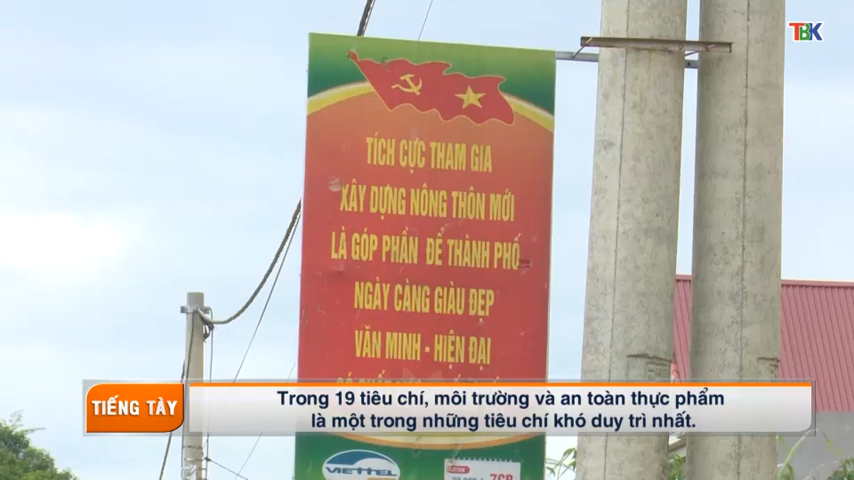 TBK
TÍCH CỰC THAM GIA
XÂY DỰNG NÔNG THÔN MỚI
LÀ GÓP PHẦN ĐỂ THÀNH PHỐ
NGÀY CÀNG GIÀU ĐẸP
VĂN MINH - HIỆN ĐẠI
TIẾNG TÀY
Trong 19 tiêu chí, môi trường và an toàn thực phẩm
là một trong những tiêu chí khó duy trì nhất.
VIETTEL